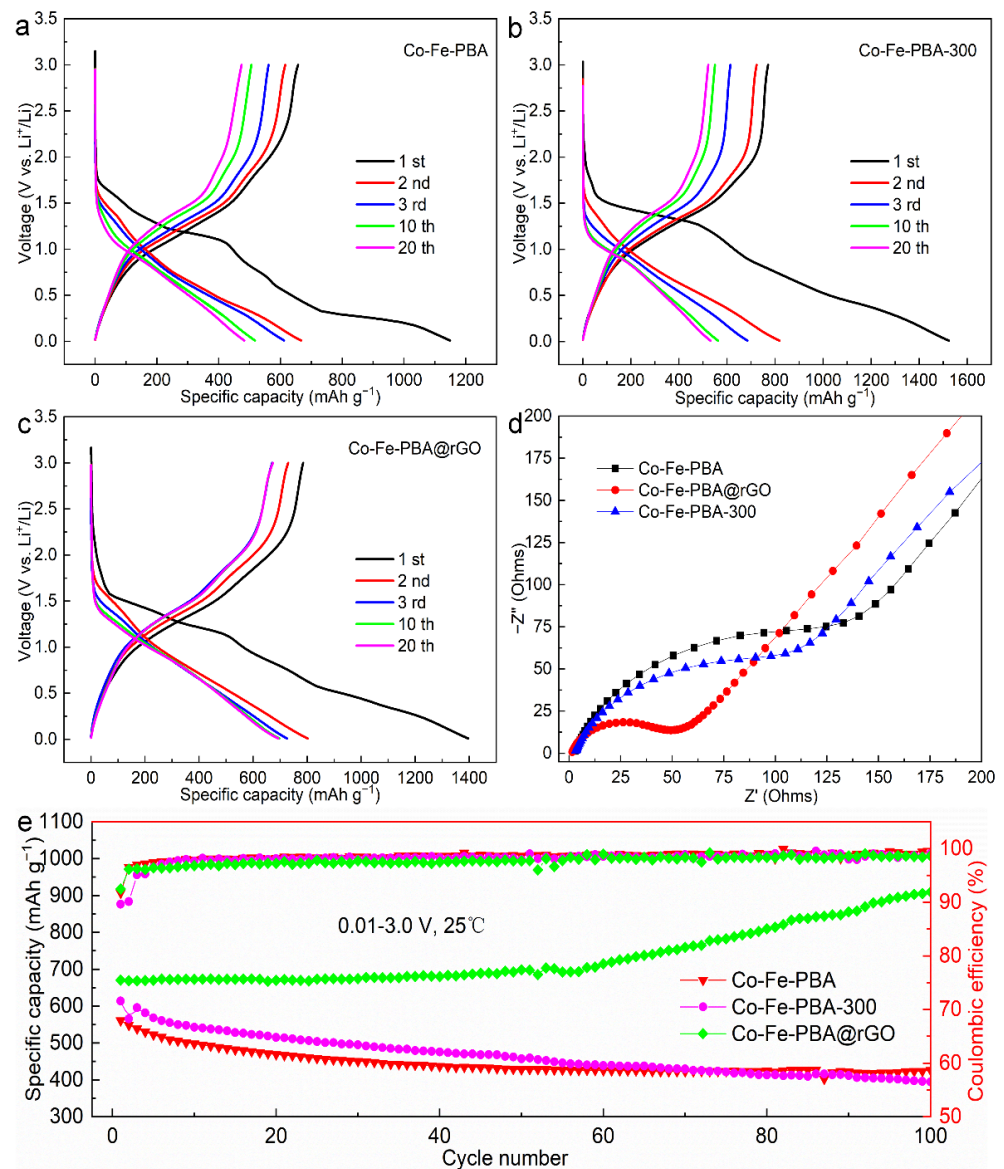 a
Co-Fe-PBA
3.5
3.0
2.5
2.0
1.5
1.0
0.5
0.0
Voltage (V vs. Li⁺/Li)
1 st
2 nd
3 rd
10 th
20 th
0 200 400 600 800 1000 1200
Specific capacity (mAh g⁻¹)
b
Co-Fe-PBA-300
3.5
3.0
2.5
2.0
1.5
1.0
0.5
0.0
Voltage (V vs. Li⁺/Li)
1 st
2 nd
3 rd
10 th
20 th
0 200 400 600 800 1000 1200 1400 1600
Specific capacity (mAh g⁻¹)
c
Co-Fe-PBA@rGO
3.5
3.0
2.5
2.0
1.5
1.0
0.5
0.0
Voltage (V vs. Li⁺/Li)
1 st
2 nd
3 rd
10 th
20 th
0 200 400 600 800 1000 1200 1400
Specific capacity (mAh g⁻¹)
d
200
175
150
125
100
75
50
25
0
−Z'' (Ohms)
Co-Fe-PBA
Co-Fe-PBA@rGO
Co-Fe-PBA-300
0 25 50 75 100 125 150 175 200
Z' (Ohms)
e
1100
1000
900
800
700
600
500
400
300
Specific capacity (mAh g⁻¹)
0.01-3.0 V, 25℃
Co-Fe-PBA
Co-Fe-PBA-300
Co-Fe-PBA@rGO
100
90
80
70
60
50
Coulombic efficiency (%)
0 20 40 60 80 100
Cycle number